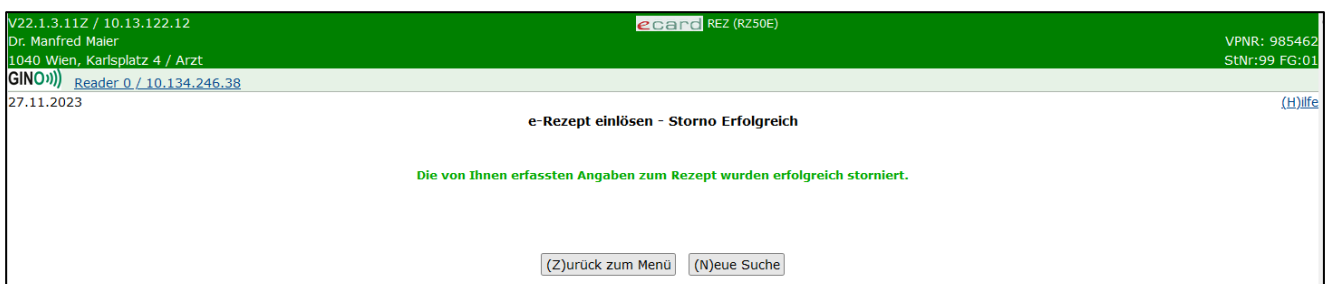 V22.1.3.11Z / 10.13.122.12 ecard REZ (RZ50E)
Dr. Manfred Maier VPNR: 985462
1040 Wien, Karlsplatz 4 / Arzt StNr:99 FG:01
GINO Reader 0 / 10.134.246.38
27.11.2023 (H)ilfe
e-Rezept einlösen - Storno Erfolgreich
Die von Ihnen erfassten Angaben zum Rezept wurden erfolgreich storniert.
(Z)urück zum Menü (N)eue Suche